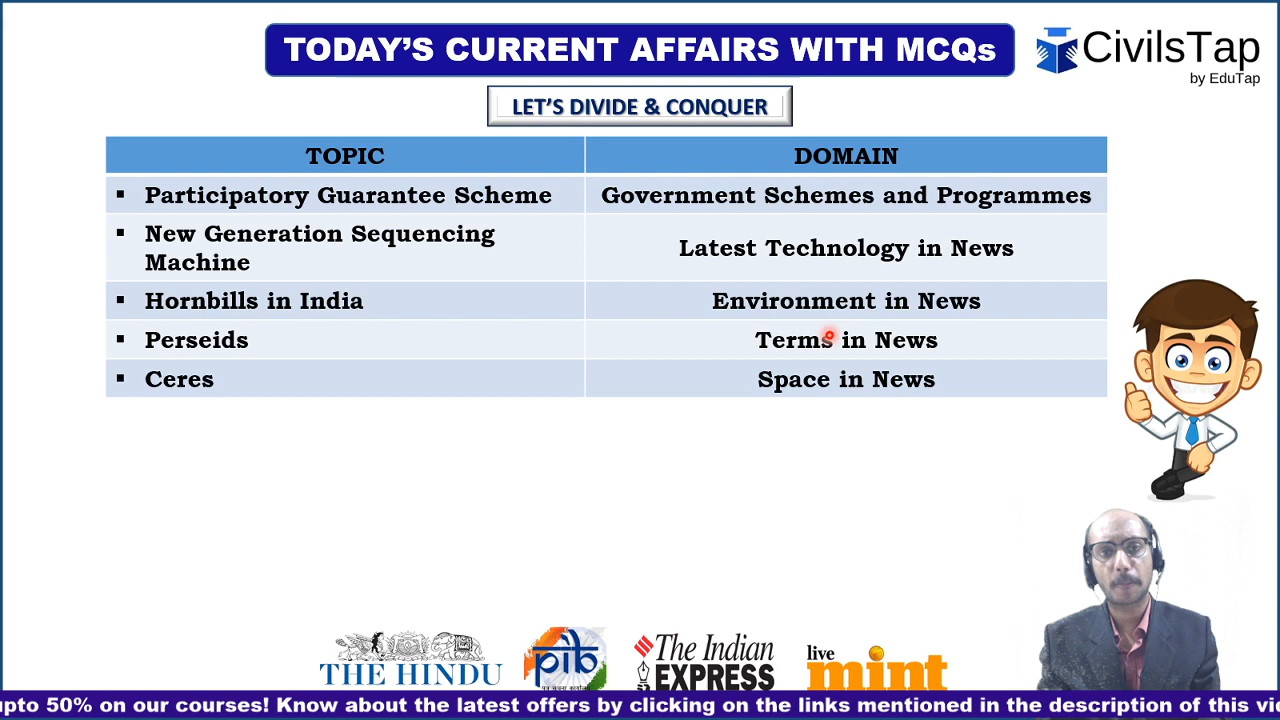 TODAY'S CURRENT AFFAIRS WITH MCQs
CivilsTap
by EduTap
LET'S DIVIDE & CONQUER
TOPIC
DOMAIN
▪ Participatory Guarantee Scheme
Government Schemes and Programmes
▪ New Generation Sequencing
Machine
Latest Technology in News
▪ Hornbills in India
Environment in News
▪ Perseids
Terms in News
▪ Ceres
Space in News
THE HINDU
pib
The Indian
EXPRESS
live
mint
upto 50% on our courses! Know about the latest offers by clicking on the links mentioned in the description of this